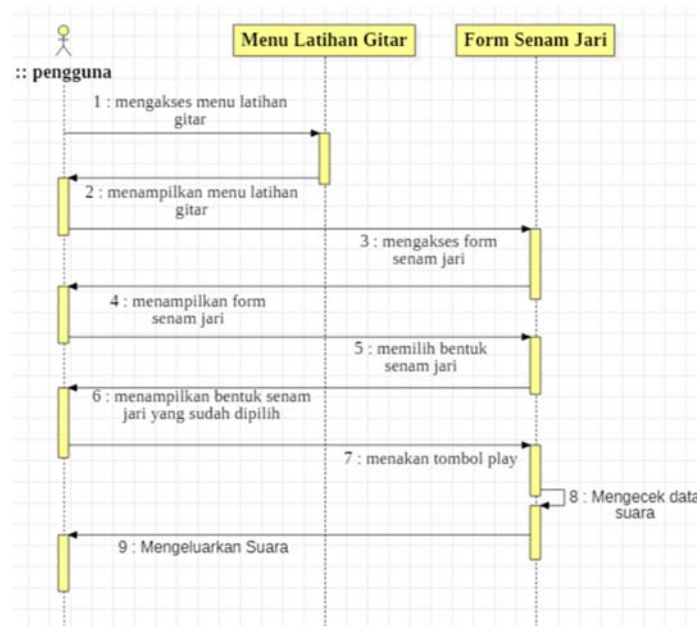 Menu Latihan Gitar
Form Senam Jari
:: pengguna
1 : mengakses menu latihan
gitar
2 : menampilkan menu latihan
gitar
3 : mengakses form
senam jari
4 : menampilkan form
senam jari
5 : memilih bentuk
senam jari
6 : menampilkan bentuk senam
jari yang sudah dipilih
7 : menakan tombol play
8 : Mengecek data
suara
9 : Mengeluarkan Suara